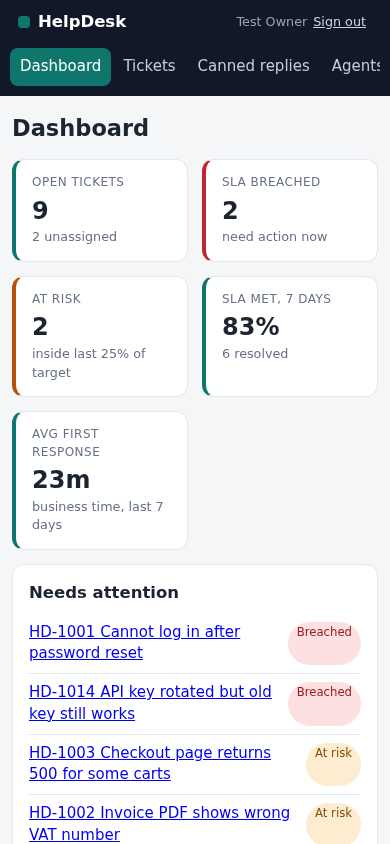 HelpDesk
Test Owner Sign out
Dashboard Tickets Canned replies Agents
Dashboard
OPEN TICKETS
9
2 unassigned
SLA BREACHED
2
need action now
AT RISK
2
inside last 25% of
target
SLA MET, 7 DAYS
83%
6 resolved
AVG FIRST
RESPONSE
23m
business time, last 7
days
Needs attention
HD-1001 Cannot log in after
password reset
Breached
HD-1014 API key rotated but old
key still works
Breached
HD-1003 Checkout page returns
500 for some carts
At risk
HD-1002 Invoice PDF shows wrong
VAT number
At risk